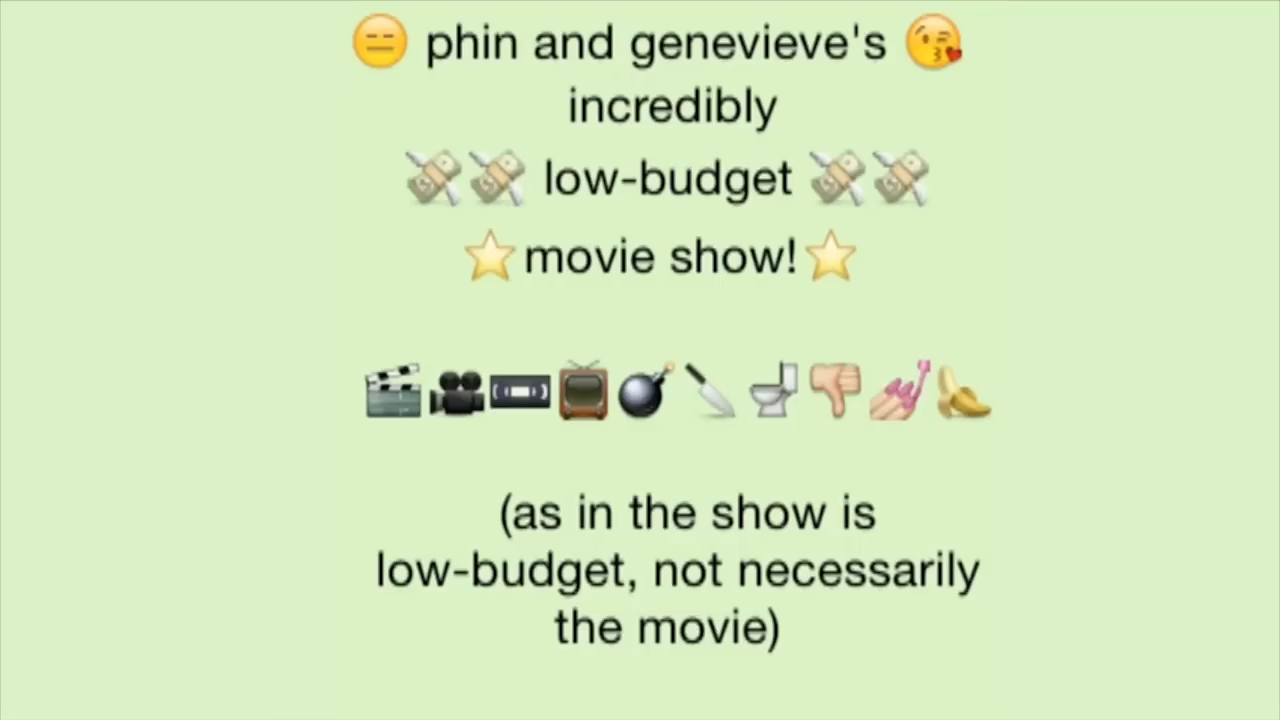 phin and genevieve's
incredibly
low-budget
movie show!
(as in the show is
low-budget, not necessarily
the movie)